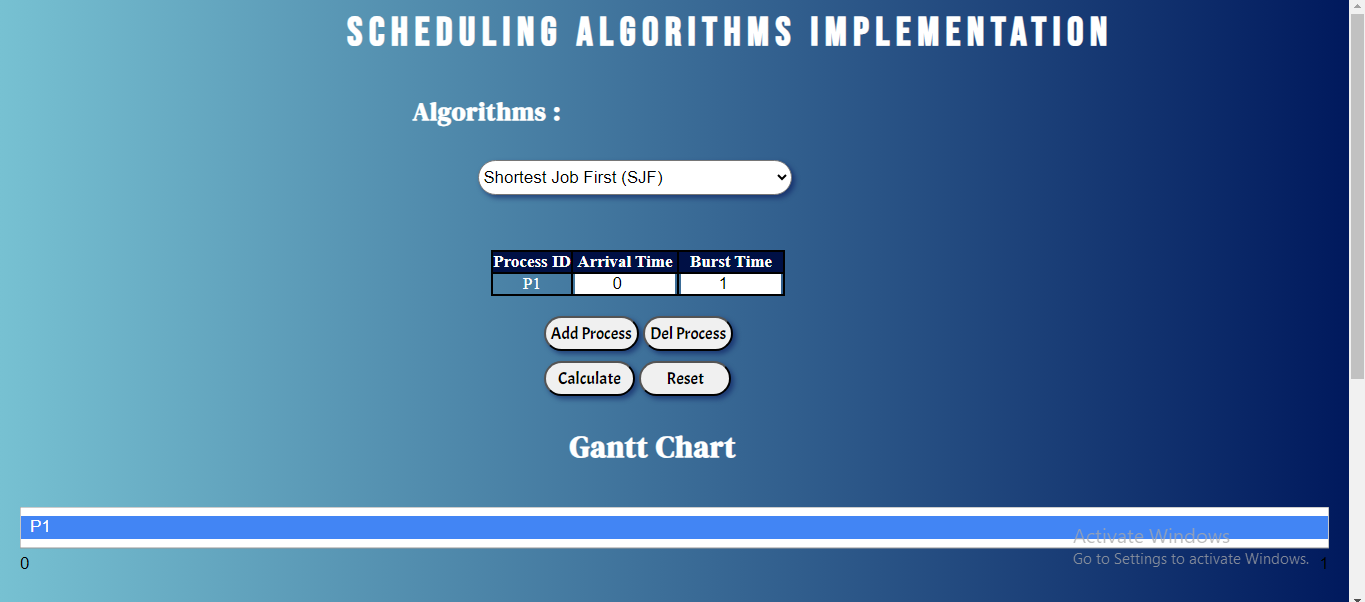 SCHEDULING ALGORITHMS IMPLEMENTATION
Algorithms :
Shortest Job First (SJF)
Process ID Arrival Time Burst Time
P1 0 1
Add Process Del Process
Calculate Reset
Gantt Chart
P1
Activate Windows
Go to Settings to activate Windows.
0 1